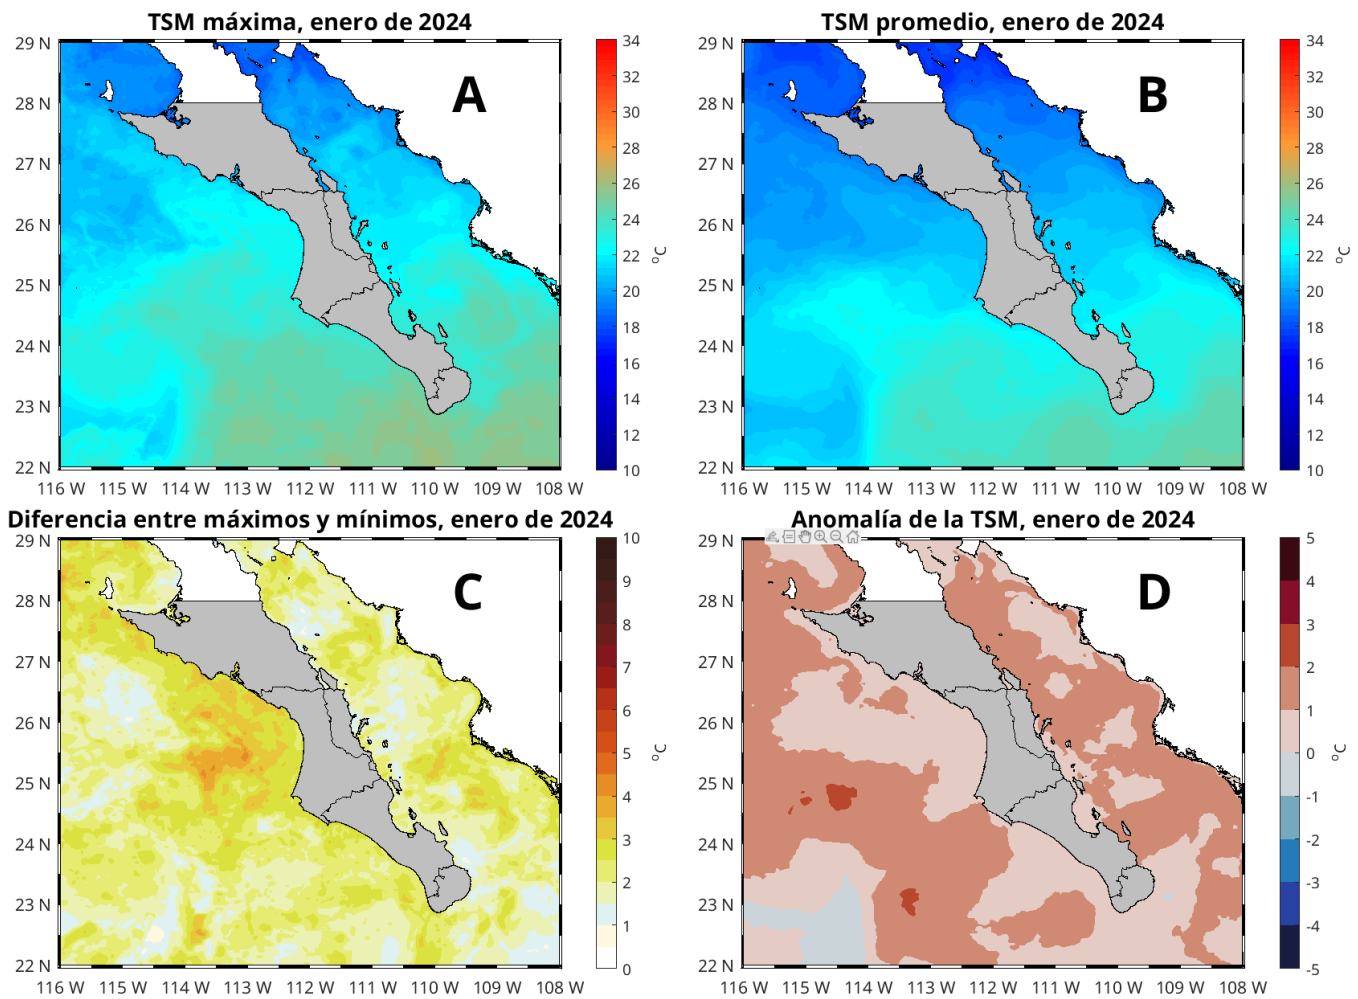 TSM máxima, enero de 2024
29 N
28 N
27 N
26 N
25 N
24 N
23 N
22 N
116 W 115 W 114 W 113 W 112 W 111 W 110 W 109 W 108 W
A
34
32
30
28
26
24
22
20
18
16
14
12
10
°C
TSM promedio, enero de 2024
29 N
28 N
27 N
26 N
25 N
24 N
23 N
22 N
116 W 115 W 114 W 113 W 112 W 111 W 110 W 109 W 108 W
B
34
32
30
28
26
24
22
20
18
16
14
12
10
°C
Diferencia entre máximos y mínimos, enero de 2024
29 N
28 N
27 N
26 N
25 N
24 N
23 N
22 N
116 W 115 W 114 W 113 W 112 W 111 W 110 W 109 W 108 W
C
10
9
8
7
6
5
4
3
2
1
0
°C
Anomalía de la TSM, enero de 2024
29 N
28 N
27 N
26 N
25 N
24 N
23 N
22 N
116 W 115 W 114 W 113 W 112 W 111 W 110 W 109 W 108 W
D
5
4
3
2
1
0
-1
-2
-3
-4
-5
°C